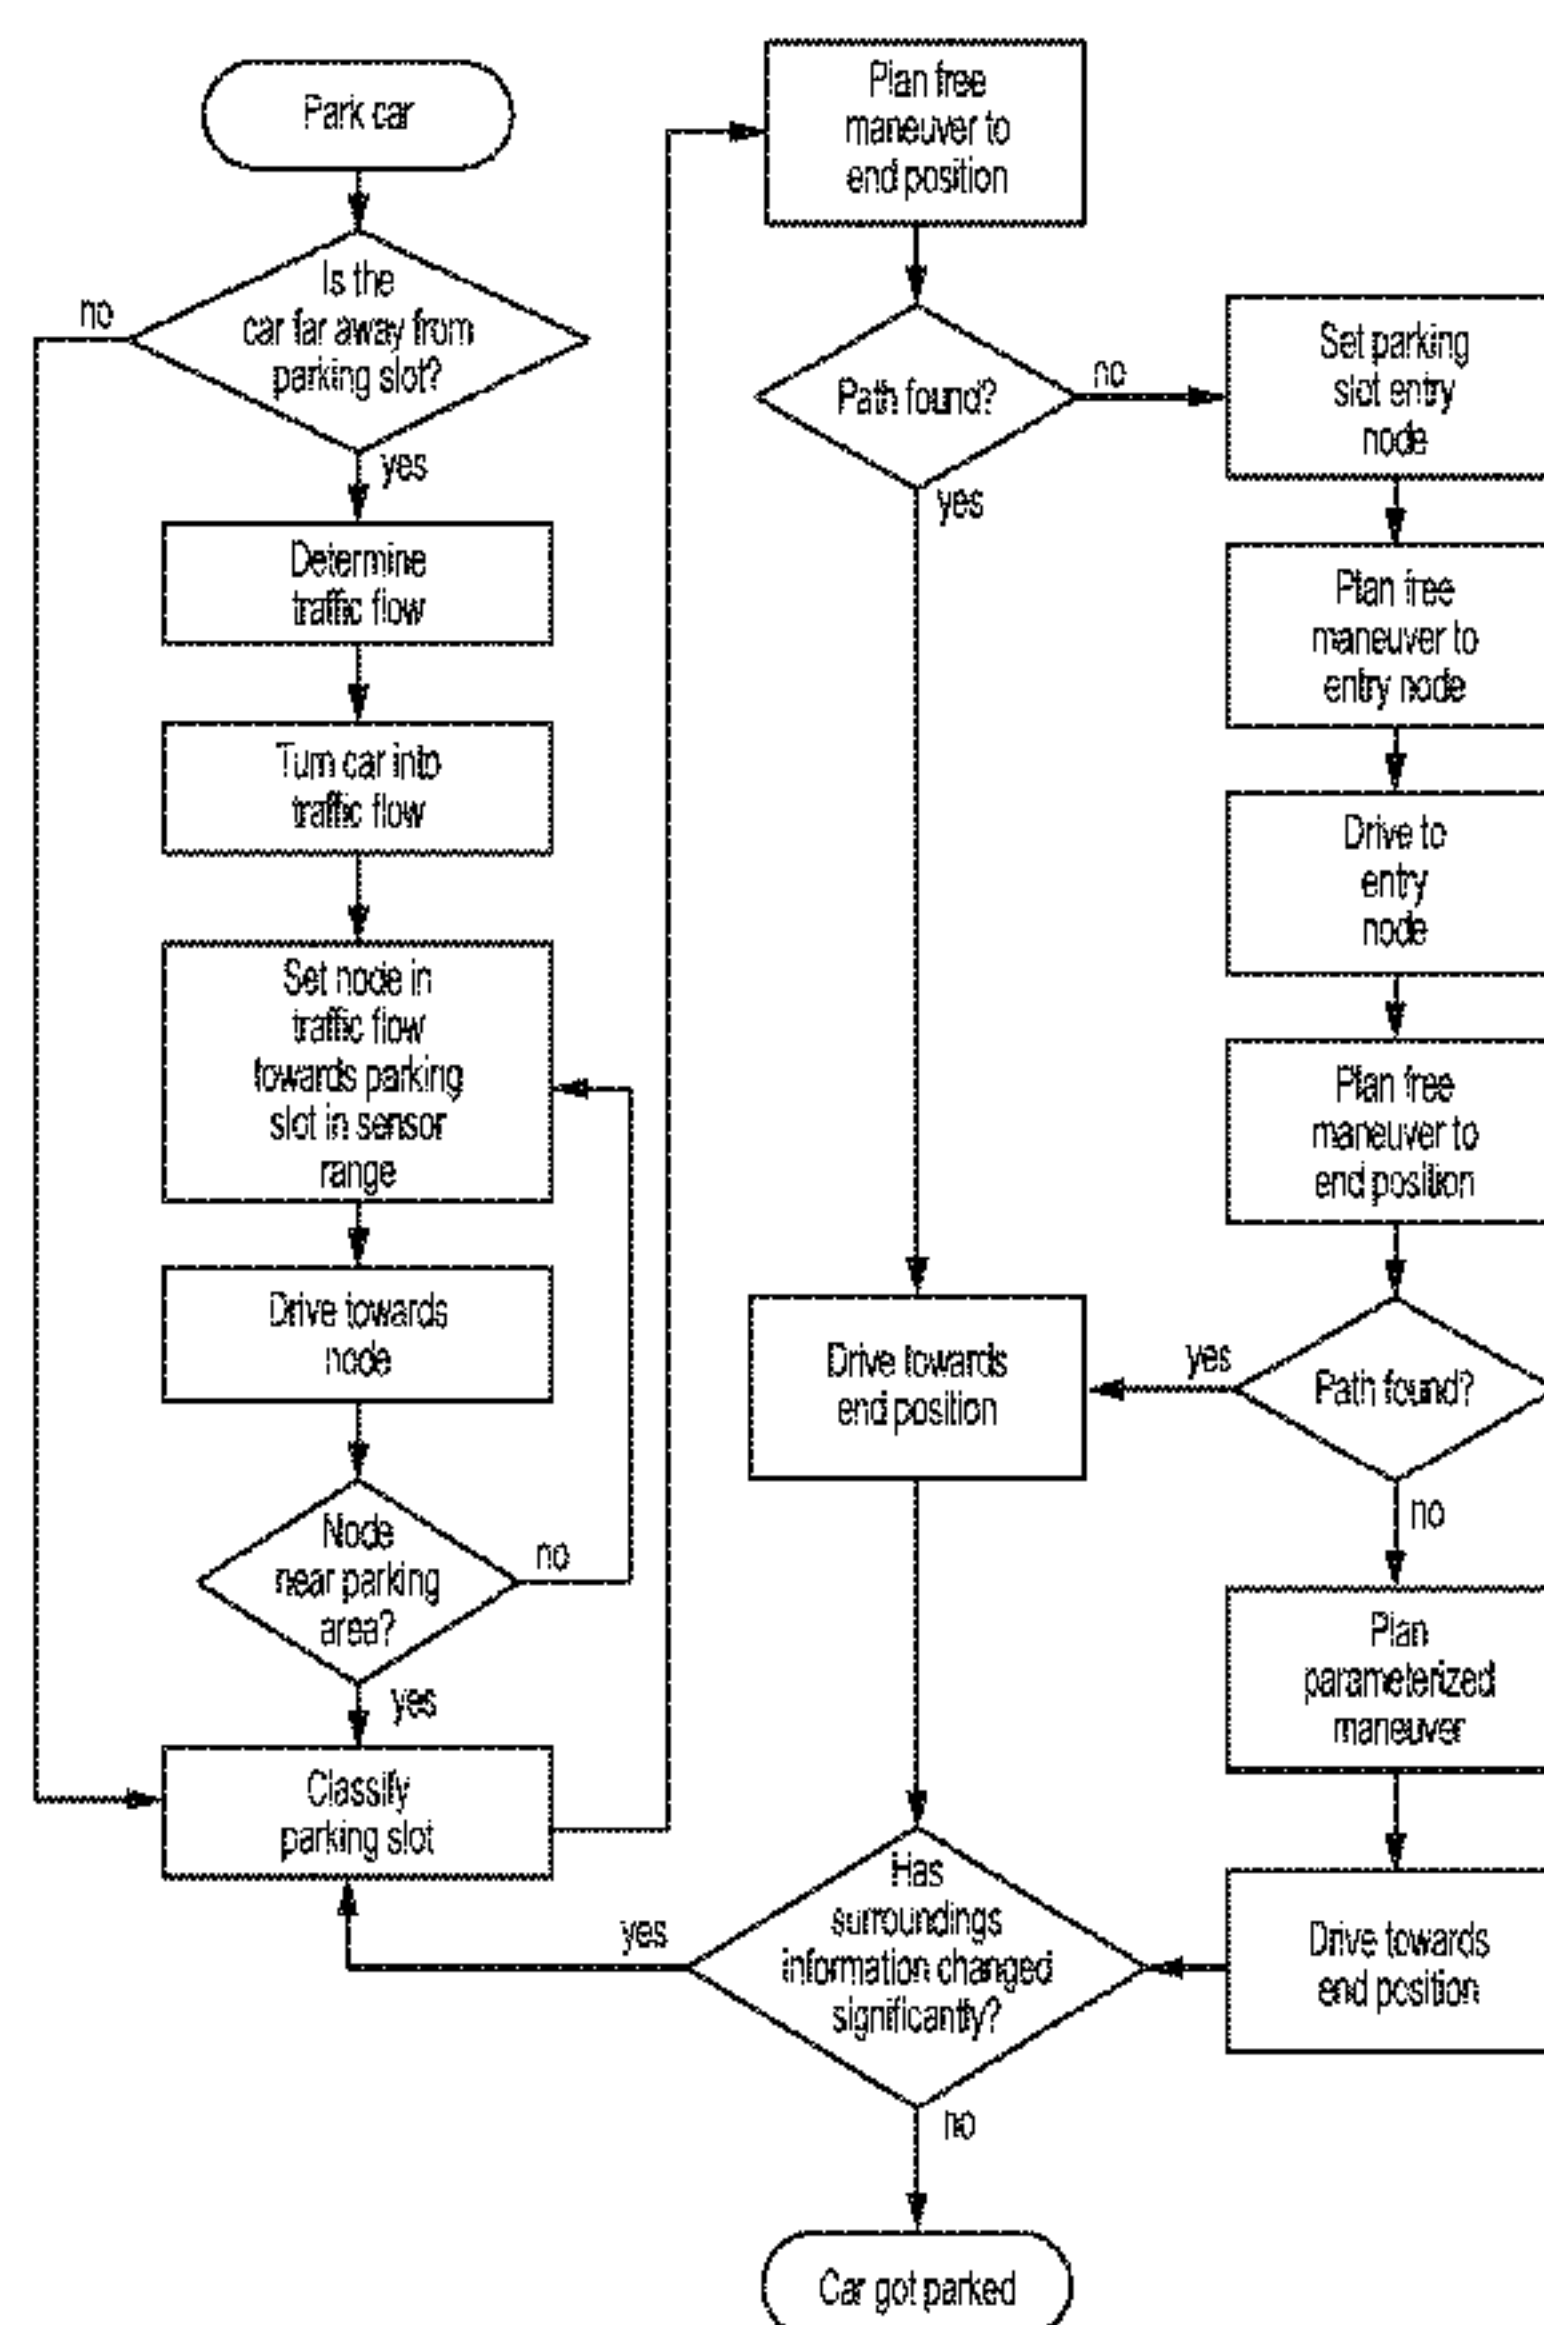 Park car
Is the
car far away from
parking slot?
no
yes
Determine
traffic flow
Turn car into
traffic flow
Set node in
traffic flow
towards parking
slot in sensor
range
Drive towards
node
Node
near parking
area?
no
yes
Classify
parking slot
Plan free
maneuver to
end position
Path found?
no
yes
Drive towards
end position
Has
surroundings
information changed
significantly?
yes
no
Car got parked
Set parking
slot entry
node
Plan free
maneuver to
entry node
Drive to
entry
node
Plan free
maneuver to
end position
Path found?
yes
no
Plan
parameterized
maneuver
Drive towards
end position